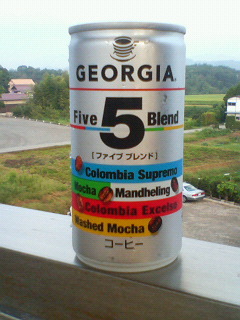 GEORGIA
Five 5 Blend
[ファイブ ブレンド]
Colombia Supremo
Mocha Mandheling
Colombia Excelso
Washed Mocha
コーヒー